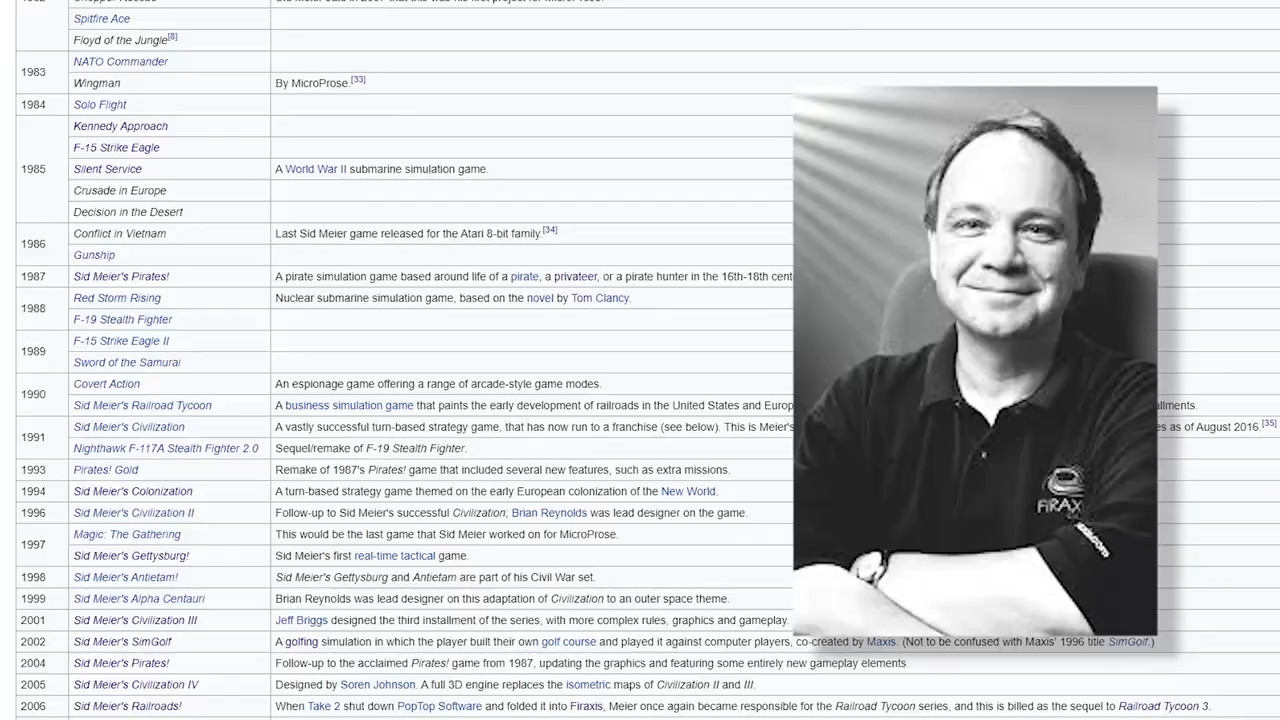 Spitfire Ace
Floyd of the Jungle[8]
1983 NATO Commander
Wingman By MicroProse.[33]
1984 Solo Flight
1985 Kennedy Approach
F-15 Strike Eagle
Silent Service A World War II submarine simulation game.
Crusade in Europe
Decision in the Desert
1986 Conflict in Vietnam Last Sid Meier game released for the Atari 8-bit family.[34]
Gunship
1987 Sid Meier's Pirates! A pirate simulation game based around life of a pirate, a privateer, or a pirate hunter in the 16th-18th cent
1988 Red Storm Rising Nuclear submarine simulation game, based on the novel by Tom Clancy.
F-19 Stealth Fighter
1989 F-15 Strike Eagle II
Sword of the Samurai
1990 Covert Action An espionage game offering a range of arcade-style game modes.
Sid Meier's Railroad Tycoon A business simulation game that paints the early development of railroads in the United States and Europ allments.
1991 Sid Meier's Civilization A vastly successful turn-based strategy game, that has now run to a franchise (see below). This is Meier's es as of August 2016.[35]
Nighthawk F-117A Stealth Fighter 2.0 Sequel/remake of F-19 Stealth Fighter.
1993 Pirates! Gold Remake of 1987's Pirates! game that included several new features, such as extra missions.
1994 Sid Meier's Colonization A turn-based strategy game themed on the early European colonization of the New World.
1996 Sid Meier's Civilization II Follow-up to Sid Meier's successful Civilization; Brian Reynolds was lead designer on the game.
1997 Magic: The Gathering This would be the last game that Sid Meier worked on for MicroProse.
Sid Meier's Gettysburg! Sid Meier's first real-time tactical game.
1998 Sid Meier's Antietam! Sid Meier's Gettysburg and Antietam are part of his Civil War set.
1999 Sid Meier's Alpha Centauri Brian Reynolds was lead designer on this adaptation of Civilization to an outer space theme.
2001 Sid Meier's Civilization III Jeff Briggs designed the third installment of the series, with more complex rules, graphics and gameplay.
2002 Sid Meier's SimGolf A golfing simulation in which the player built their own golf course and played it against computer players, co-created by Maxis. (Not to be confused with Maxis' 1996 title SimGolf.)
2004 Sid Meier's Pirates! Follow-up to the acclaimed Pirates! game from 1987, updating the graphics and featuring some entirely new gameplay elements
2005 Sid Meier's Civilization IV Designed by Soren Johnson. A full 3D engine replaces the isometric maps of Civilization II and III.
2006 Sid Meier's Railroads! When Take 2 shut down PopTop Software and folded it into Firaxis, Meier once again became responsible for the Railroad Tycoon series, and this is billed as the sequel to Railroad Tycoon 3.
FiRAX